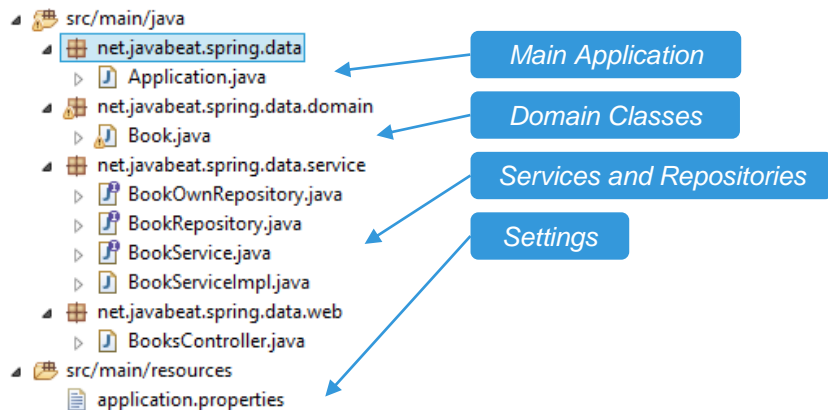 src/main/java
net.javabeat.spring.data
Main Application
Application.java
net.javabeat.spring.data.domain
Domain Classes
Book.java
net.javabeat.spring.data.service
Services and Repositories
BookOwnRepository.java
BookRepository.java
Settings
BookService.java
BookServiceImpl.java
net.javabeat.spring.data.web
BooksController.java
src/main/resources
application.properties